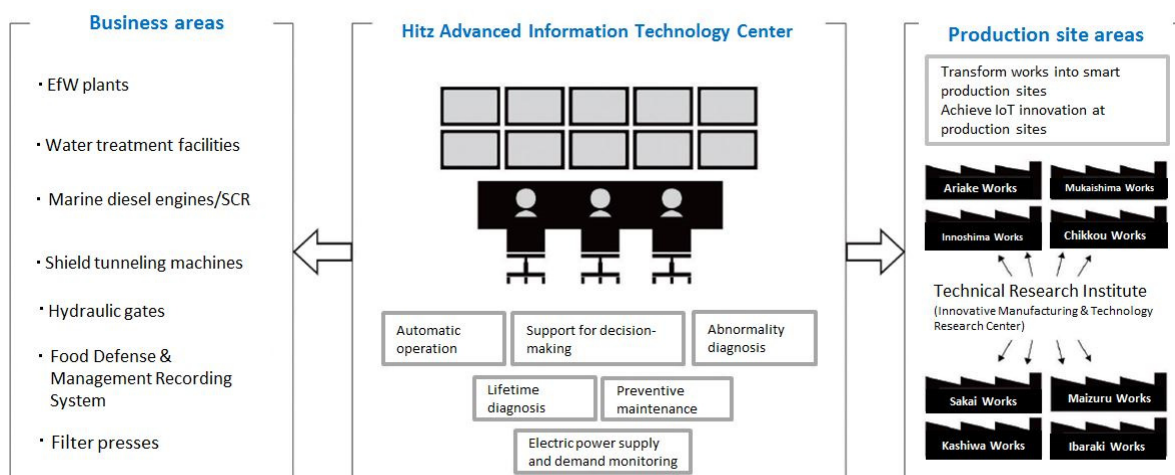 Business areas
· EfW plants
· Water treatment facilities
· Marine diesel engines/SCR
· Shield tunneling machines
· Hydraulic gates
· Food Defense &
Management Recording
System
· Filter presses
Hitz Advanced Information Technology Center
Automatic
operation
Support for decision-
making
Abnormality
diagnosis
Lifetime
diagnosis
Preventive
maintenance
Electric power supply
and demand monitoring
Production site areas
Transform works into smart
production sites
Achieve IoT innovation at
production sites
Ariake Works
Mukaishima Works
Innoshima Works
Chikkou Works
Technical Research Institute
(Innovative Manufacturing & Technology
Research Center)
Sakai Works
Maizuru Works
Kashiwa Works
Ibaraki Works